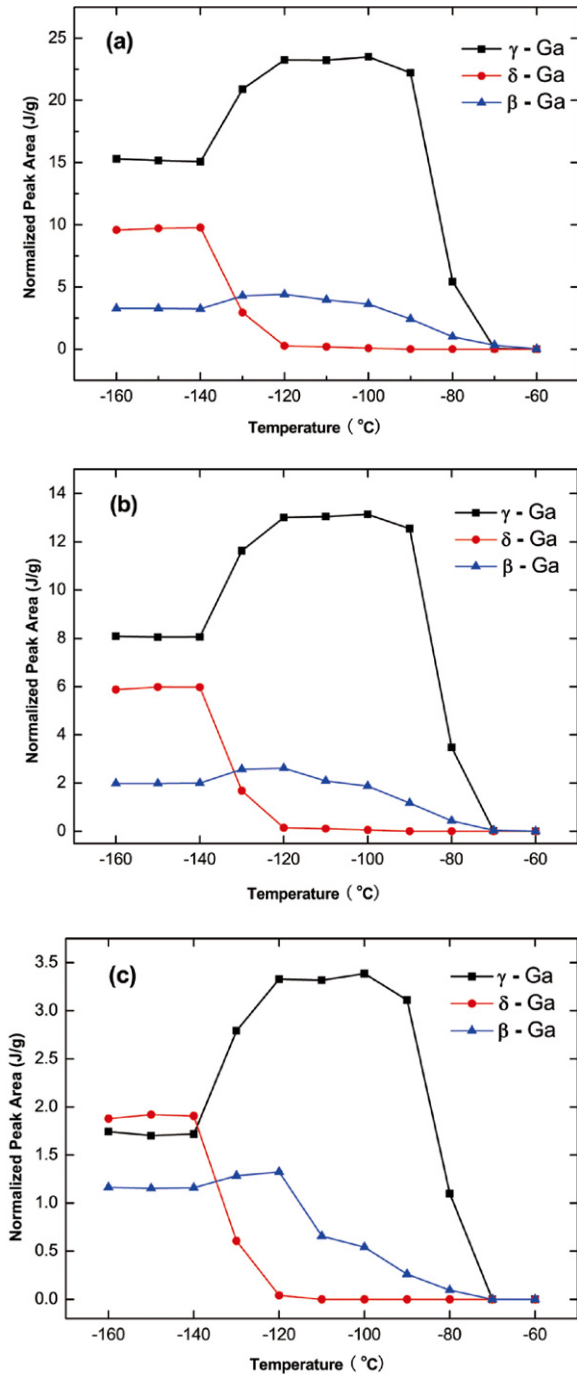 (a)
γ - Ga
δ - Ga
β - Ga
Normalized Peak Area (J/g)
25
20
15
10
5
0
-160 -140 -120 -100 -80 -60
Temperature ( °C)
(b)
γ - Ga
δ - Ga
β - Ga
Normalized Peak Area (J/g)
14
12
10
8
6
4
2
0
-160 -140 -120 -100 -80 -60
Temperature ( °C)
(c)
γ - Ga
δ - Ga
β - Ga
Normalized Peak Area (J/g)
3.5
3.0
2.5
2.0
1.5
1.0
0.5
0.0
-160 -140 -120 -100 -80 -60
Temperature ( °C)